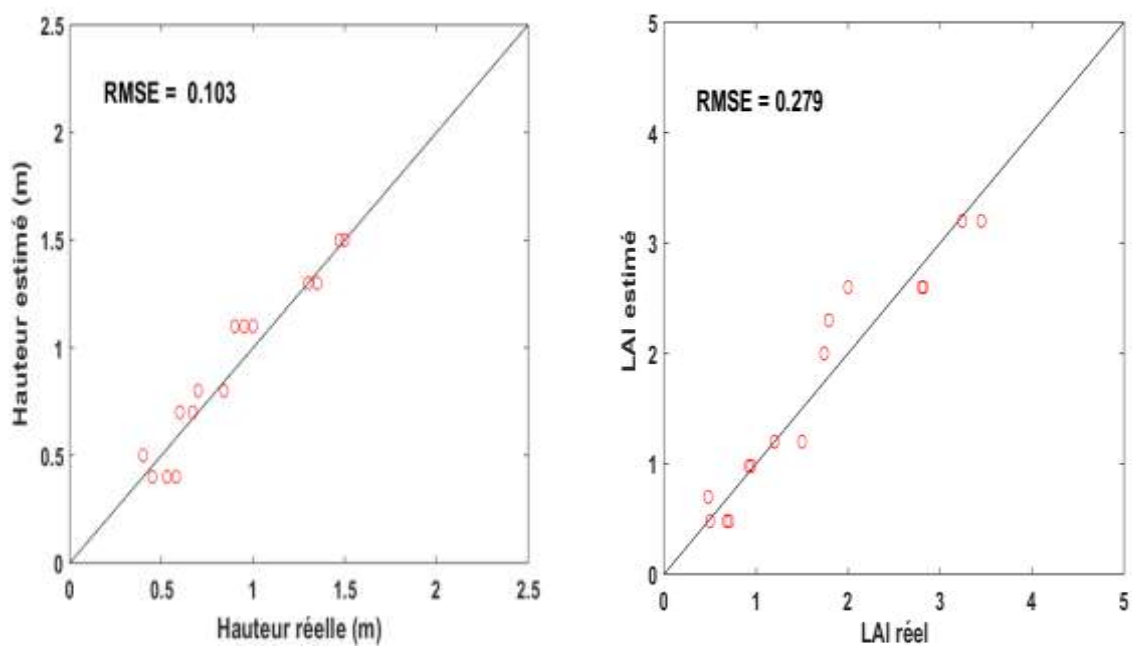 2.5
RMSE = 0.103
2
1.5
1
0.5
0
0 0.5 1 1.5 2 2.5
Hauteur estimé (m)
Hauteur réelle (m)
5
RMSE = 0.279
4
3
2
1
0
0 1 2 3 4 5
LAI estimé
LAI réel